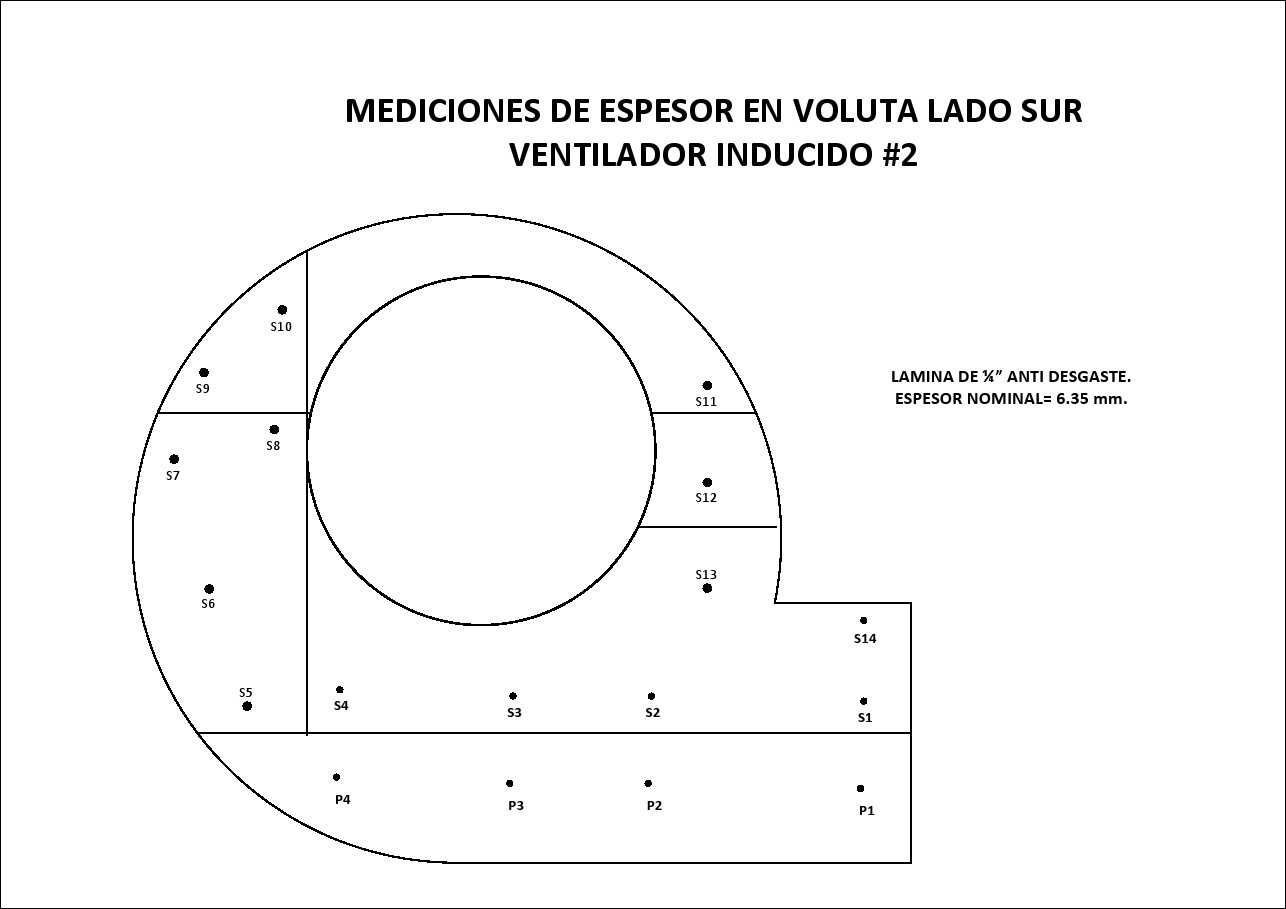 MEDICIONES DE ESPESOR EN VOLUTA LADO SUR
VENTILADOR INDUCIDO #2
S10
S9
S11
LAMINA DE ¼” ANTI DESGASTE.
ESPESOR NOMINAL= 6.35 mm.
S8
S7
S12
S13
S6
S14
S5
S4
S3
S2
S1
P4
P3
P2
P1